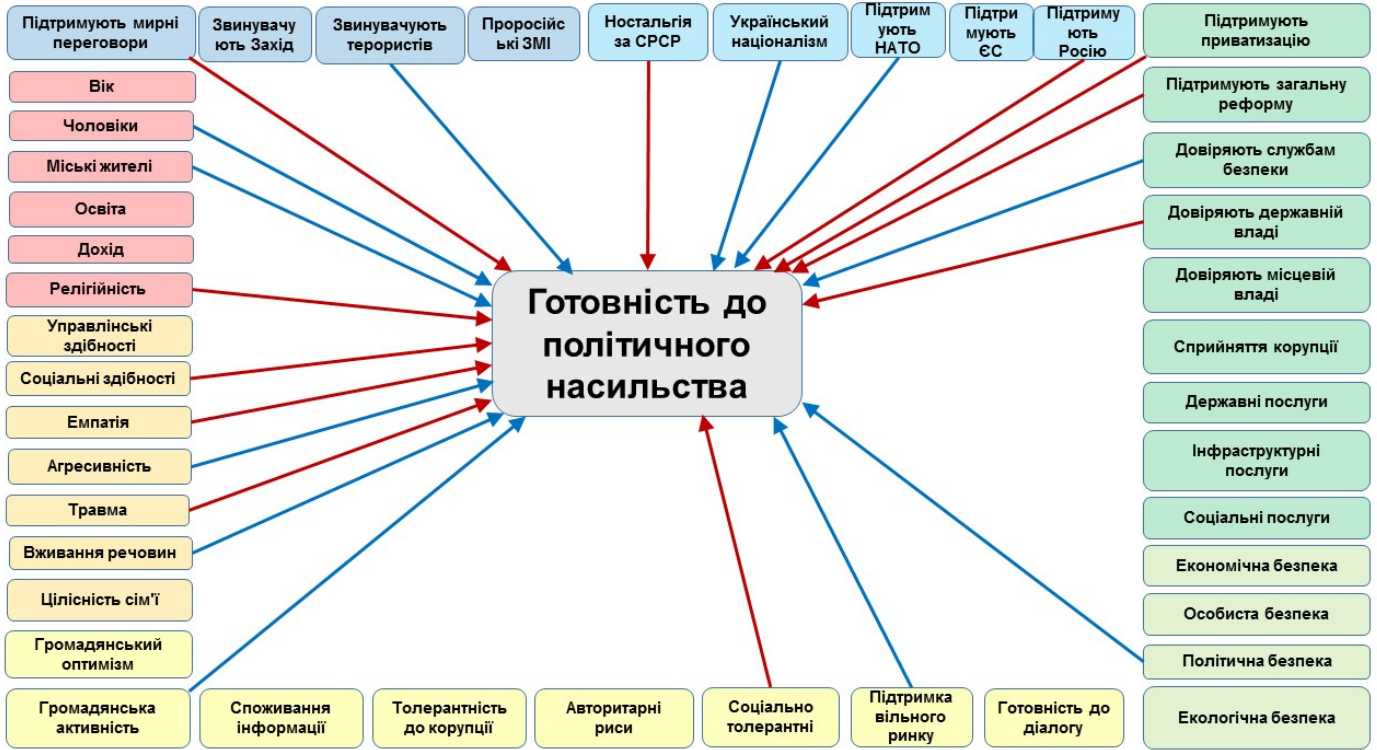 Підтримують мирні
переговори
Звинувачу
ють Захід
Звинувачують
терористів
Проросійс
ькі ЗМІ
Ностальгія
за СРСР
Український
націоналізм
Підтрим
ують
НАТО
Підтри
мують
ЄС
Підтриму
ють
Росію
Підтримують
приватизацію
Вік
Чоловіки
Міські жителі
Освіта
Дохід
Релігійність
Управлінські
здібності
Соціальні здібності
Емпатія
Агресивність
Травма
Вживання речовин
Цілісність сім'ї
Громадянський
оптимізм
Готовність до
політичного
насильства
Підтримують загальну
реформу
Довіряють службам
безпеки
Довіряють державній
владі
Довіряють місцевій
владі
Сприйняття корупції
Державні послуги
Інфраструктурні
послуги
Соціальні послуги
Економічна безпека
Особиста безпека
Політична безпека
Екологічна безпека
Громадянська
активність
Споживання
інформації
Толерантність
до корупції
Авторитарні
риси
Соціально
толерантні
Підтримка
вільного
ринку
Готовність до
діалогу